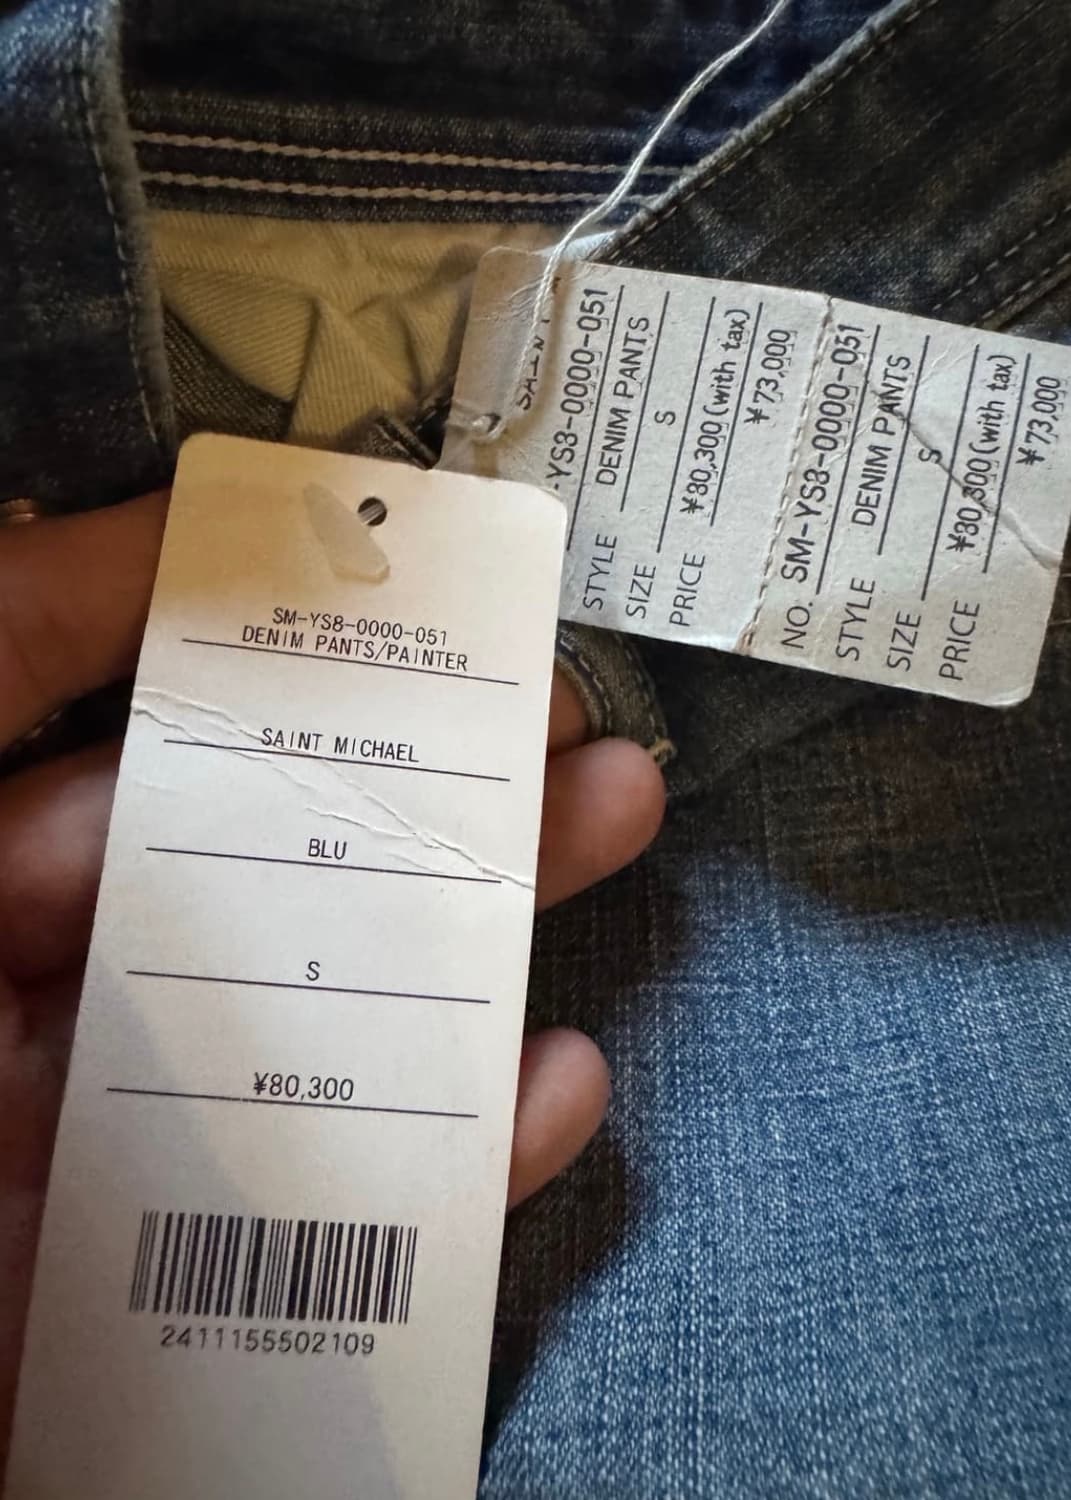 SM-YS8-0000-051
DENIM PANTS/PAINTER
SAINT MICHAEL
BLU
S
¥80,300
2411155502109
-YS8-0000-051
STYLE DENIM PANTS
SIZE S
PRICE ¥80,300(with tax)
¥73,000
NO. SM-YS8-0000-051
STYLE DENIM PANTS
SIZE S
PRICE ¥80,300(with tax)
¥73,000